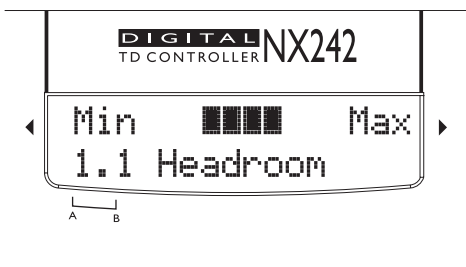 DIGITAL
TD CONTROLLER NX242
Min Max
1.1 Headroom
A B